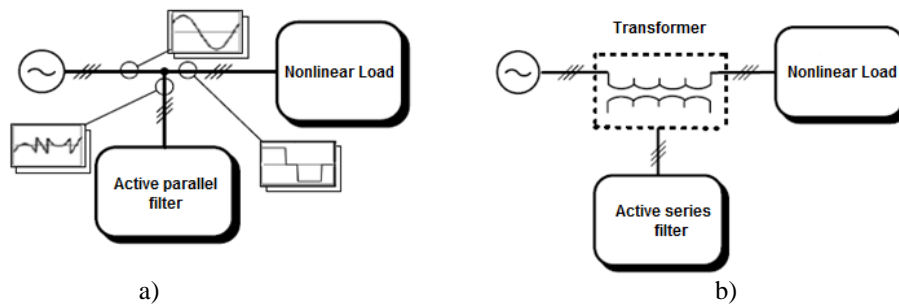 Nonlinear Load
Active parallel
filter
a)
Transformer
Nonlinear Load
Active series
filter
b)